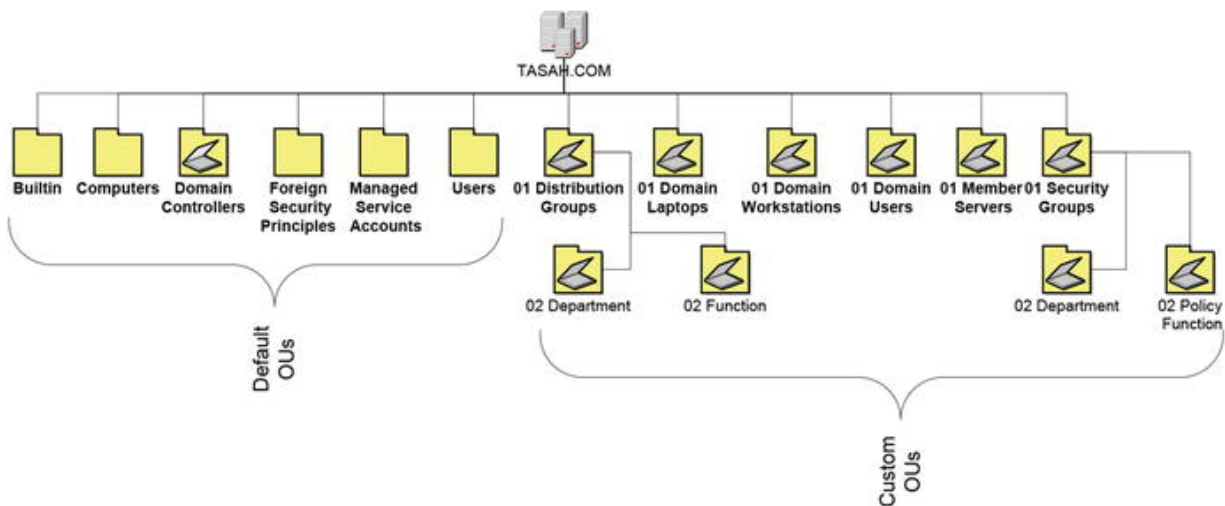 TASAH.COM
Builtin
Computers
Domain
Controllers
Foreign
Security
Principles
Managed
Service
Accounts
Users
01 Distribution
Groups
01 Domain
Laptops
01 Domain
Workstations
01 Domain
Users
01 Member
Servers
01 Security
Groups
02 Department
02 Function
02 Department
02 Policy
Function
Default
OUs
Custom
OUs